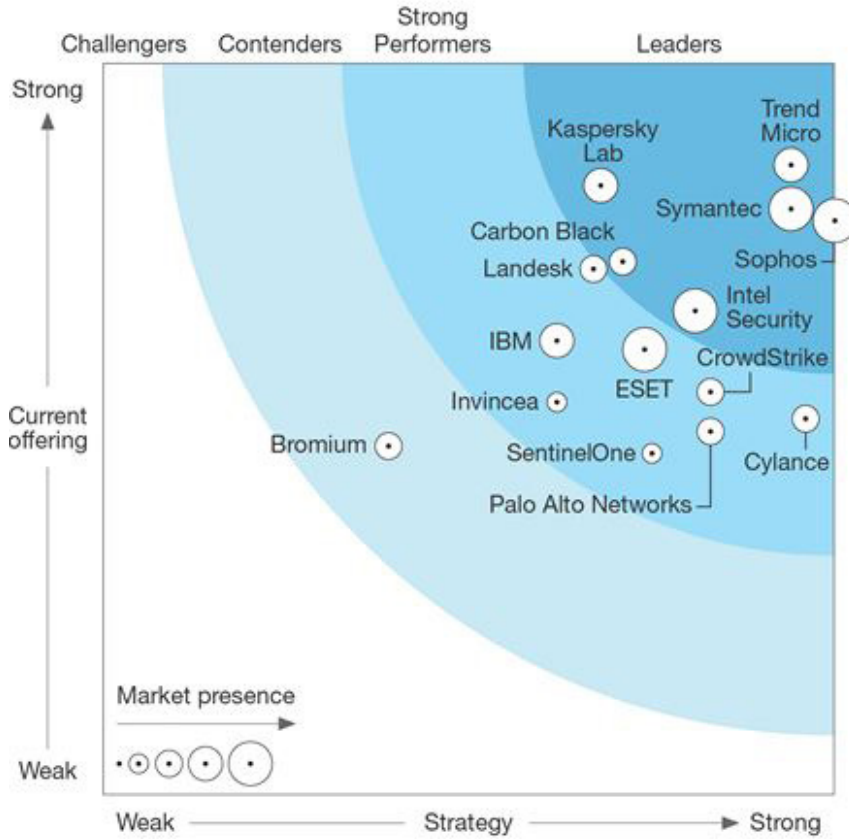 Strong
Challengers Contenders Performers Leaders
Strong
Trend
Micro
Kaspersky
Lab
Symantec
Carbon Black
Sophos
Landesk
Intel
Security
IBM
CrowdStrike
ESET
Invincea
Current
offering
Bromium
SentinelOne
Cylance
Palo Alto Networks
Market presence
Weak
Weak Strategy Strong